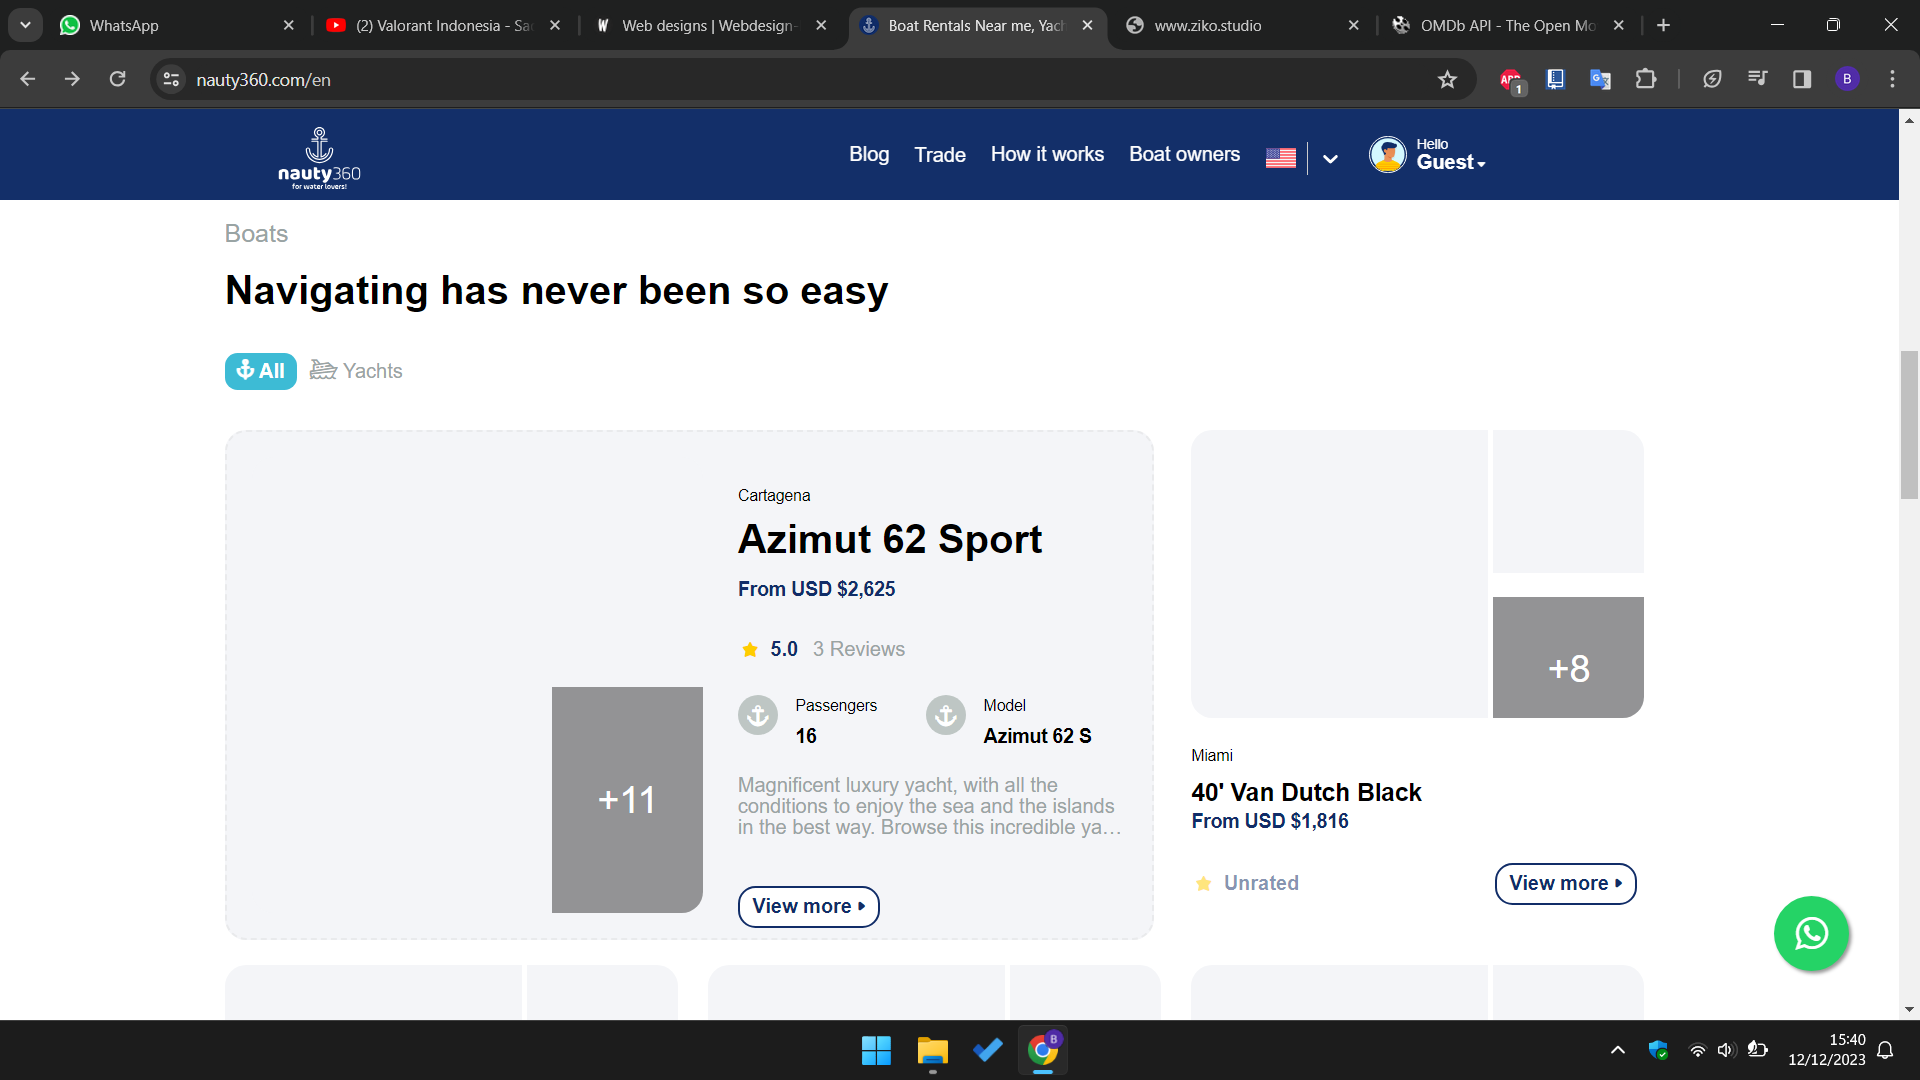 WhatsApp
(2) Valorant Indonesia - Sa
Web designs | Webdesign-
Boat Rentals Near me, Yach
www.ziko.studio
OMDb API - The Open Mo
nauty360.com/en
ABP
1
B
nauty360
for water lovers!
Blog
Trade
How it works
Boat owners
Hello
Guest
Boats
Navigating has never been so easy
All
Yachts
Cartagena
Azimut 62 Sport
From USD $2,625
5.0 3 Reviews
Passengers
16
Model
Azimut 62 S
+11
Magnificent luxury yacht, with all the
conditions to enjoy the sea and the islands
in the best way. Browse this incredible ya…
View more
+8
Miami
40' Van Dutch Black
From USD $1,816
Unrated
View more
B
15:40
12/12/2023